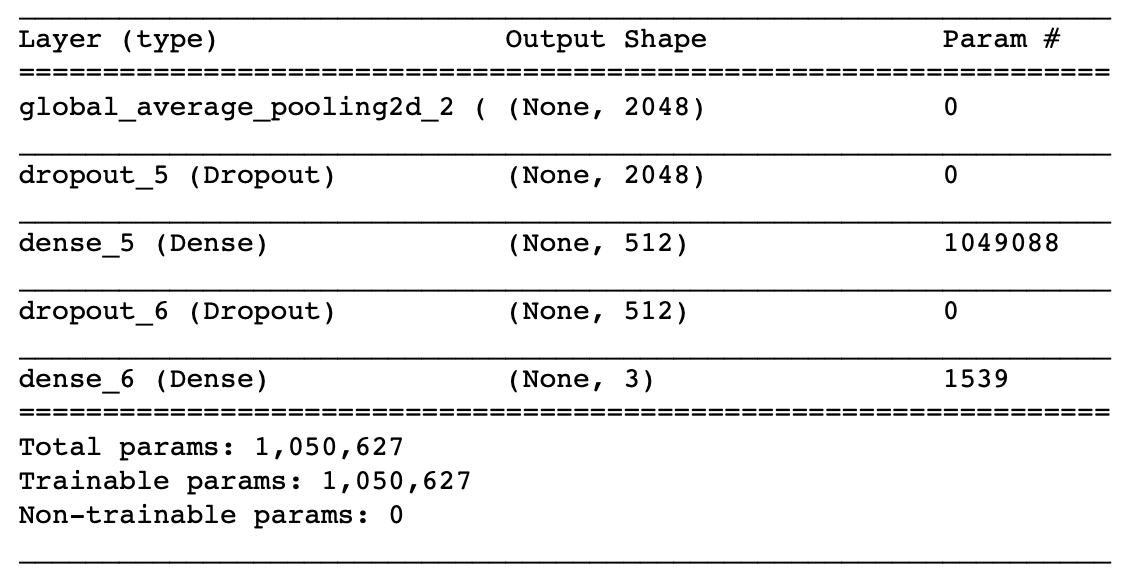 Layer (type) Output Shape Param #
global_average_pooling2d_2 ( (None, 2048) 0
dropout_5 (Dropout) (None, 2048) 0
dense_5 (Dense) (None, 512) 1049088
dropout_6 (Dropout) (None, 512) 0
dense_6 (Dense) (None, 3) 1539
Total params: 1,050,627
Trainable params: 1,050,627
Non-trainable params: 0